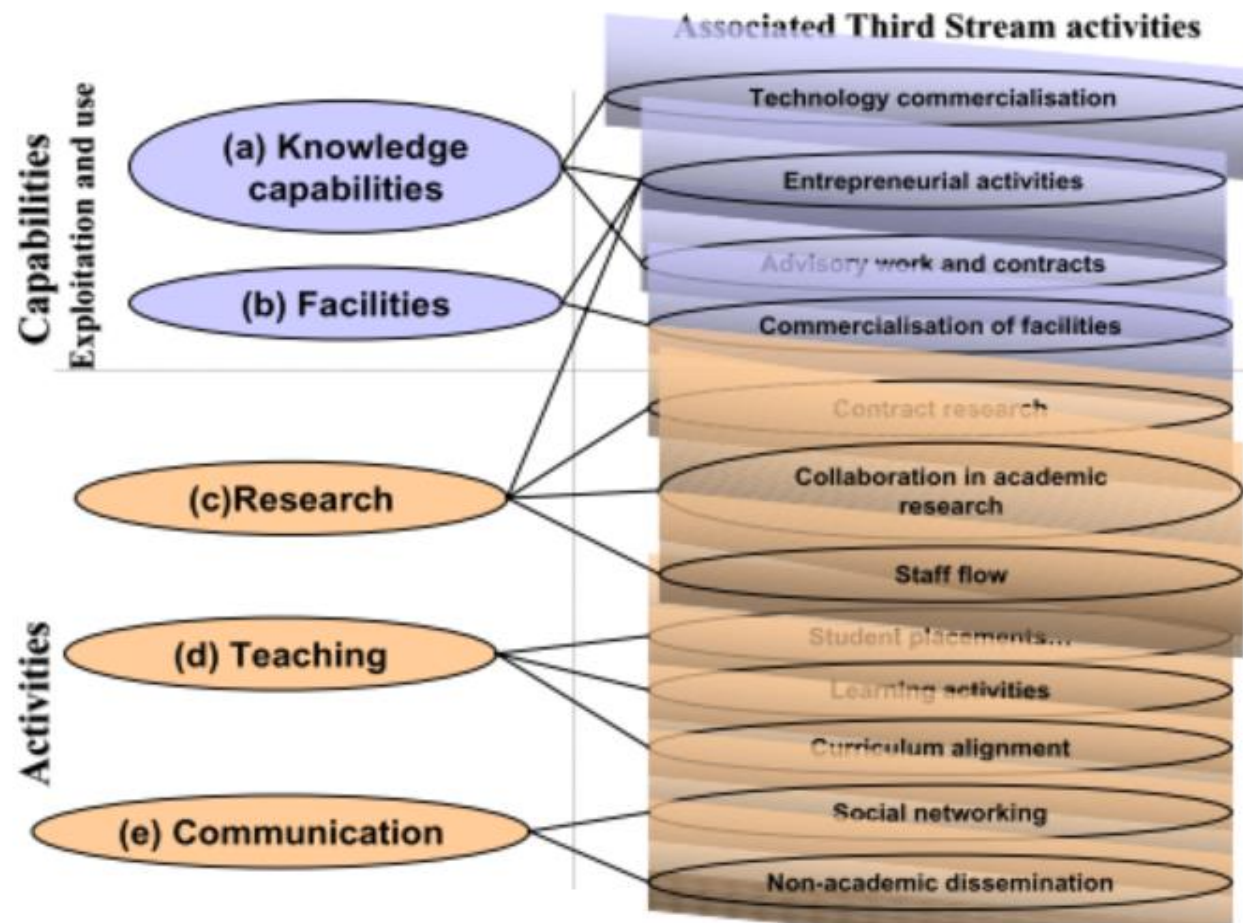 Associated Third Stream activities
Capabilities
Exploitation and use
(a) Knowledge
capabilities
(b) Facilities
Technology commercialisation
Entrepreneurial activities
Advisory work and contracts
Commercialisation of facilities
Activities
(c)Research
(d) Teaching
(e) Communication
Contract research
Collaboration in academic
research
Staff flow
Student placements...
Learning activities
Curriculum alignment
Social networking
Non-academic dissemination